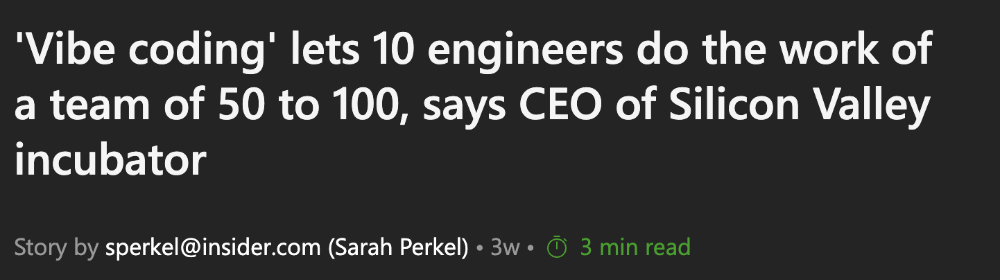 'Vibe coding' lets 10 engineers do the work of
a team of 50 to 100, says CEO of Silicon Valley
incubator
Story by sperkel@insider.com (Sarah Perkel) • 3w • 3 min read